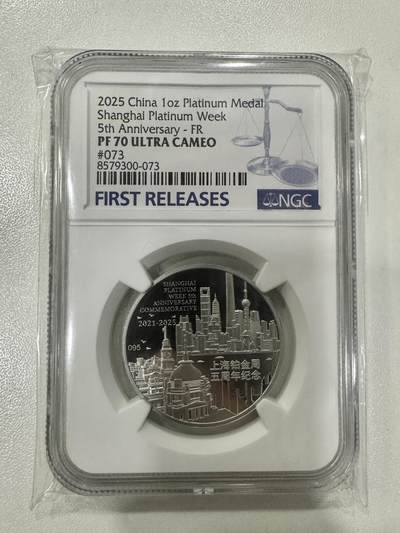 2025 China 1oz Platinum Medal
Shanghai Platinum Week
5th Anniversary - FR
PF 70 ULTRA CAMEO
#073
8579300-073
FIRST RELEASES
NGC
SHANGHAI
PLATINUM
WEEK 5th
ANNIVERSARY
COMMEMORATIVE
2021-2025
095
上海铂金周
五周年纪念